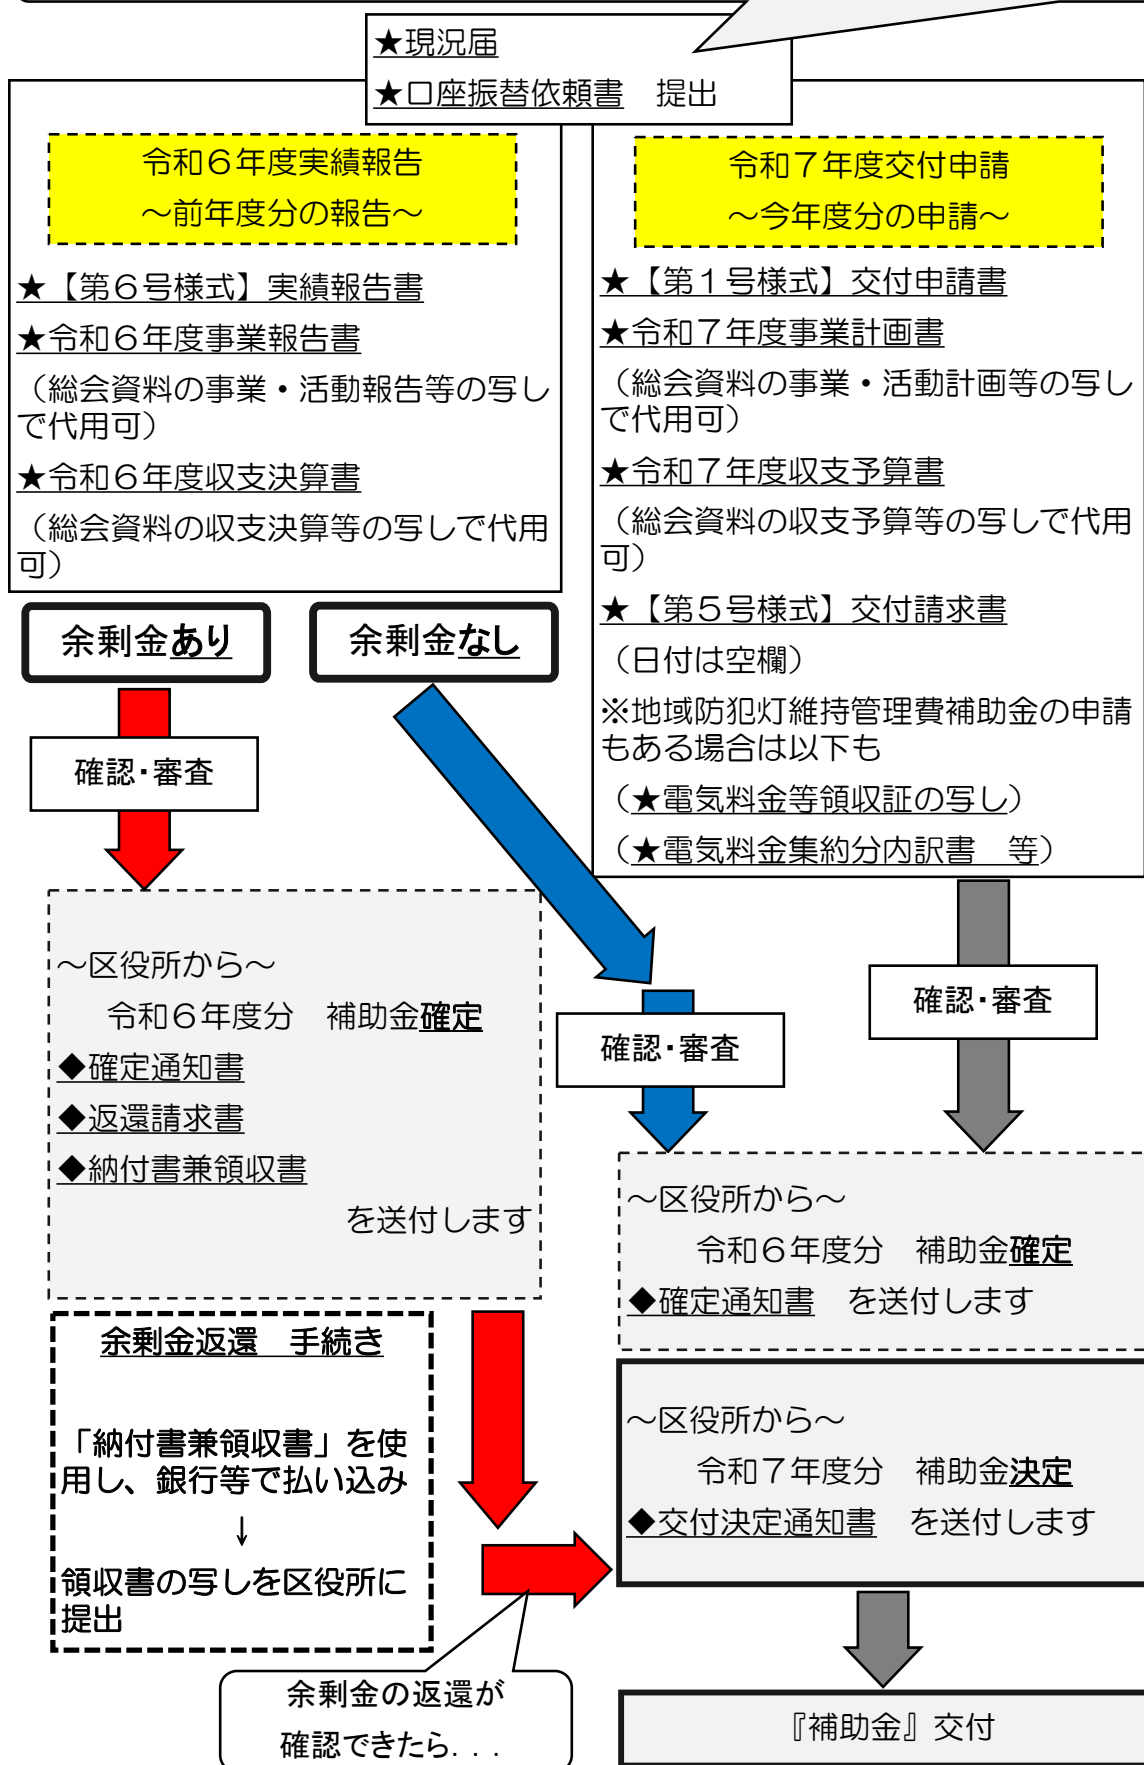 ★現況届
★口座振替依頼書　提出
令和６年度実績報告
～前年度分の報告～
★【第６号様式】実績報告書
★令和６年度事業報告書
（総会資料の事業・活動報告等の写し
で代用可）
★令和６年度収支決算書
（総会資料の収支決算等の写しで代用
可）
令和７年度交付申請
～今年度分の申請～
★【第１号様式】交付申請書
★令和７年度事業計画書
（総会資料の事業・活動計画等の写し
で代用可）
★令和７年度収支予算書
（総会資料の収支予算等の写しで代用
可）
★【第５号様式】交付請求書
（日付は空欄）
※地域防犯灯維持管理費補助金の申請
もある場合は以下も
（★電気料金等領収証の写し）
（★電気料金集約分内訳書　等）
余剰金あり
余剰金なし
確認・審査
確認・審査
確認・審査
～区役所から～
令和６年度分　補助金確定
◆確定通知書
◆返還請求書
◆納付書兼領収書
を送付します
～区役所から～
令和６年度分　補助金確定
◆確定通知書　を送付します
余剰金返還　手続き
「納付書兼領収書」を使
用し、銀行等で払い込み
↓
領収書の写しを区役所に
提出
～区役所から～
令和７年度分　補助金決定
◆交付決定通知書　を送付します
余剰金の返還が
確認できたら．．．
『補助金』交付